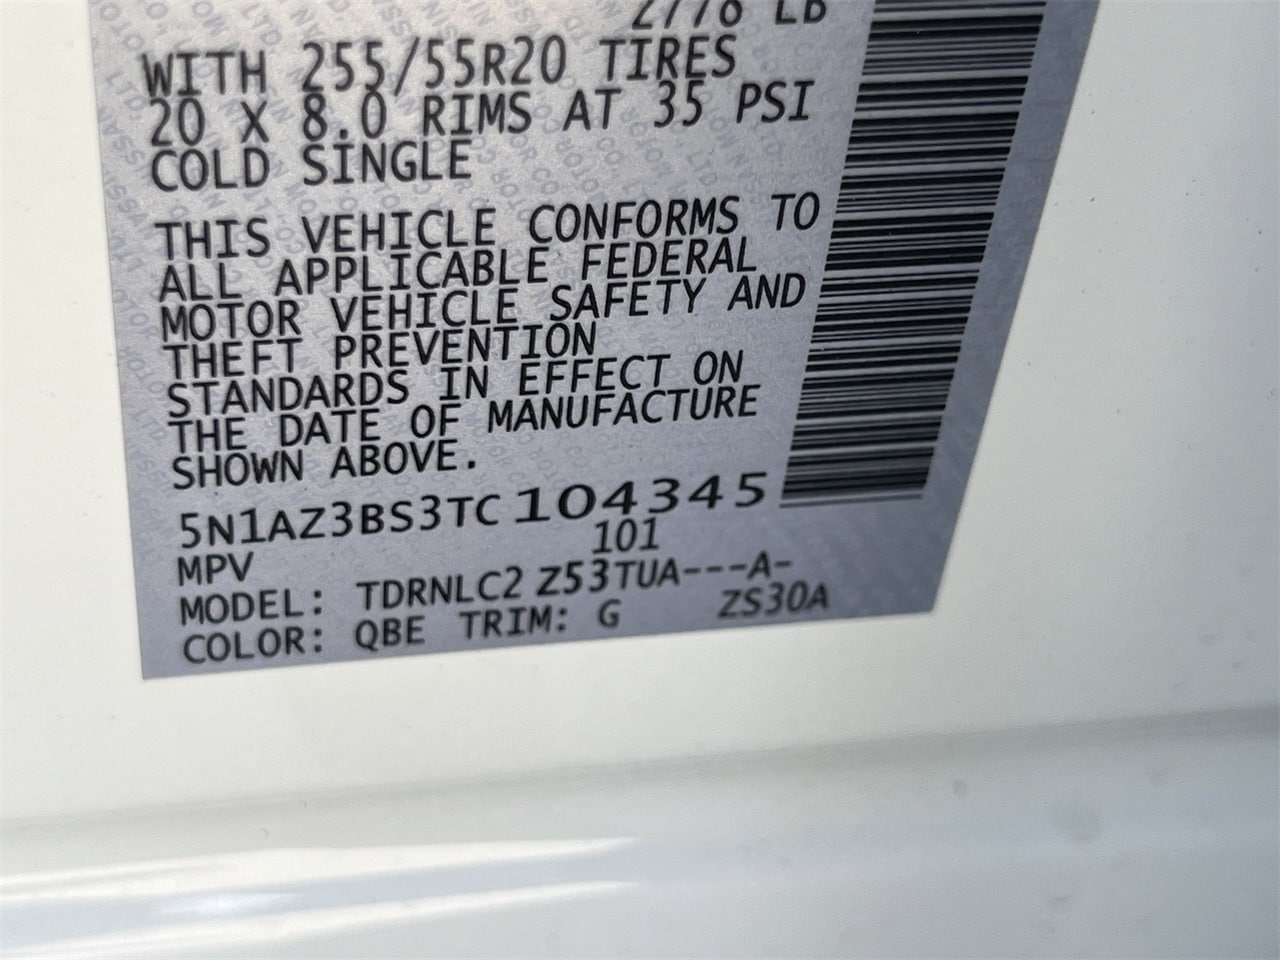 2778 LB
WITH 255/55R20 TIRES
20 X 8.0 RIMS AT 35 PSI
COLD SINGLE
THIS VEHICLE CONFORMS TO
ALL APPLICABLE FEDERAL
MOTOR VEHICLE SAFETY AND
THEFT PREVENTION
STANDARDS IN EFFECT ON
THE DATE OF MANUFACTURE
SHOWN ABOVE.
5N1AZ3BS3TC104345
101
MPV
MODEL: TDRNLC2 Z53TUA---A-
COLOR: QBE TRIM: G ZS30A